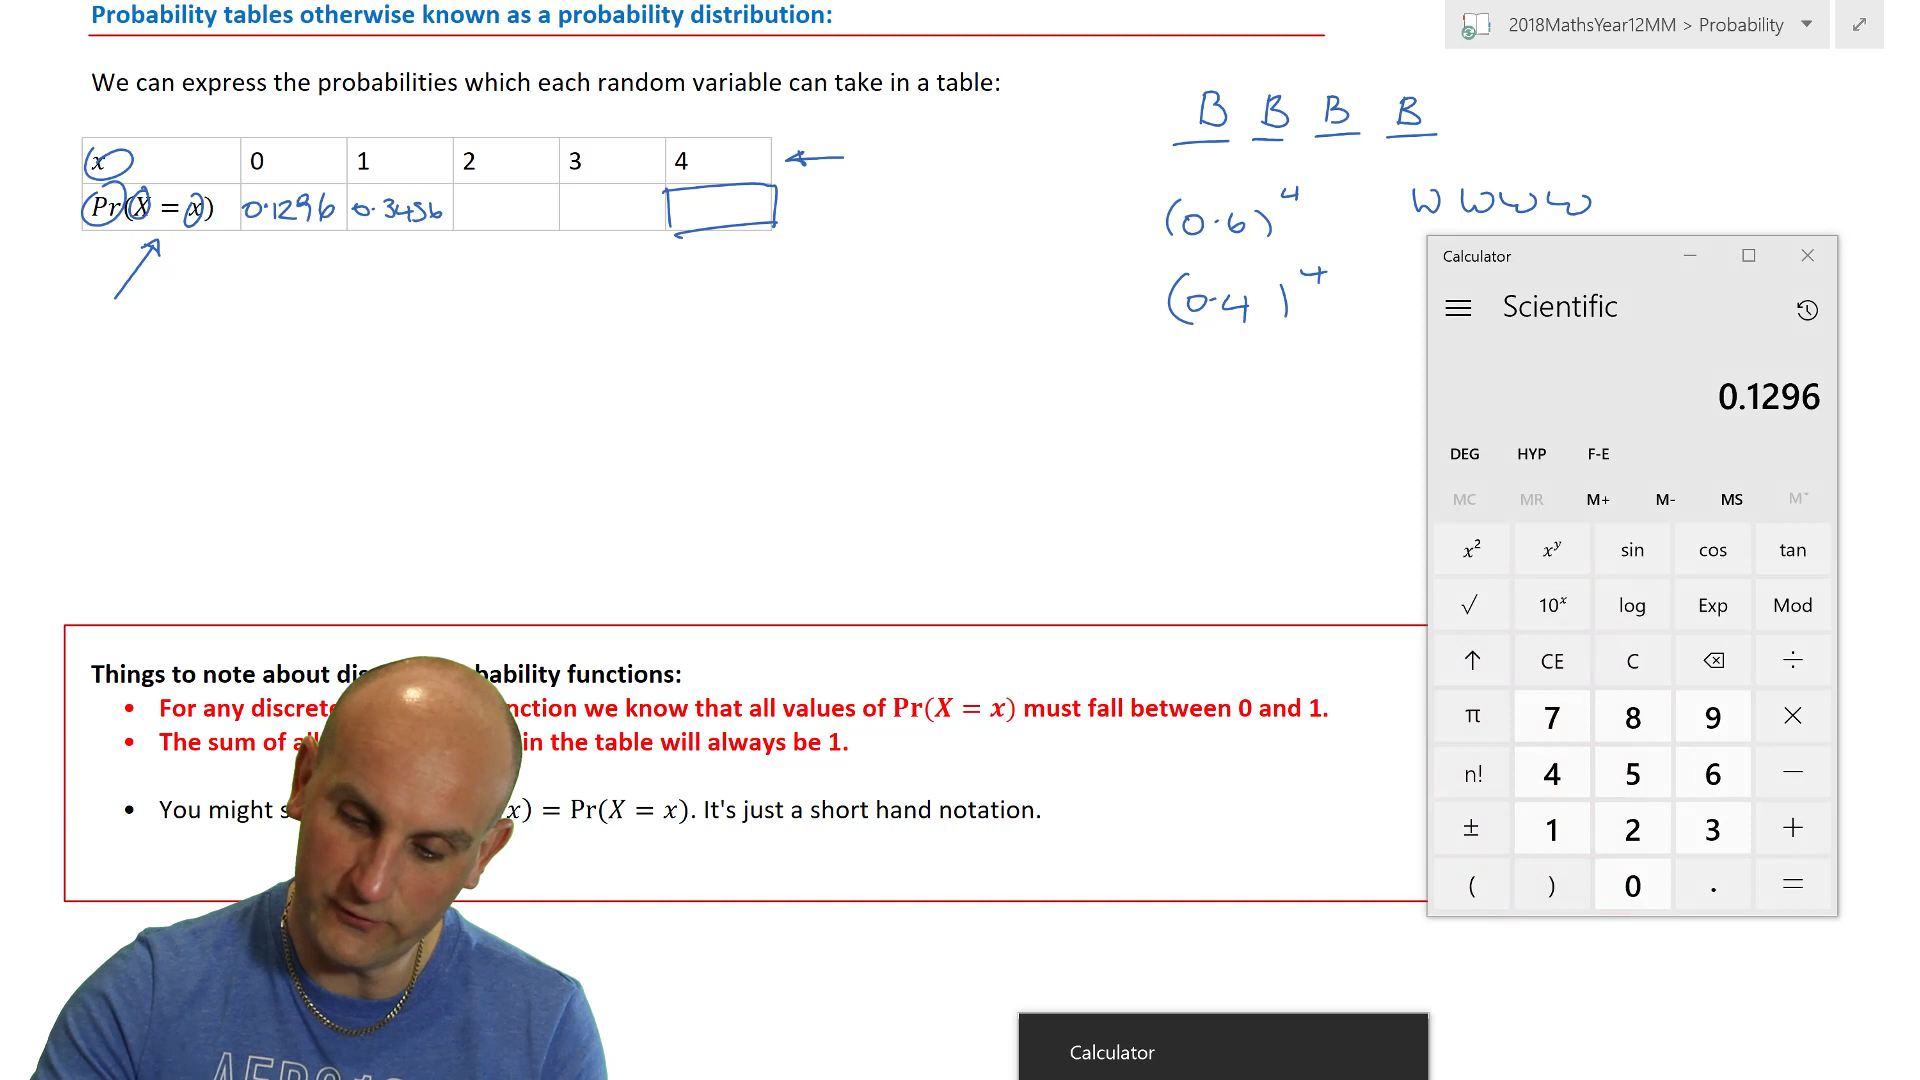 Probability tables otherwise known as a probability distribution:
2018MathsYear12MM > Probability
We can express the probabilities which each random variable can take in a table:
B B B B
x 0 1 2 3 4
Pr(X = x) 0.1296 0.3456
(0.6)^4 W W W W
(0.4)^4
Calculator
Scientific
0.1296
DEG HYP F-E
MC MR M+ M- MS M˅
x² xʸ sin cos tan
√ 10ˣ log Exp Mod
↑ CE C ⌫ ÷
π 7 8 9 ×
n! 4 5 6 −
± 1 2 3 +
( ) 0 . =
Things to note about di bability functions:
• For any discrete nction we know that all values of Pr(X = x) must fall between 0 and 1.
• The sum of al in the table will always be 1.
• You might s x) = Pr(X = x). It's just a short hand notation.
Calculator